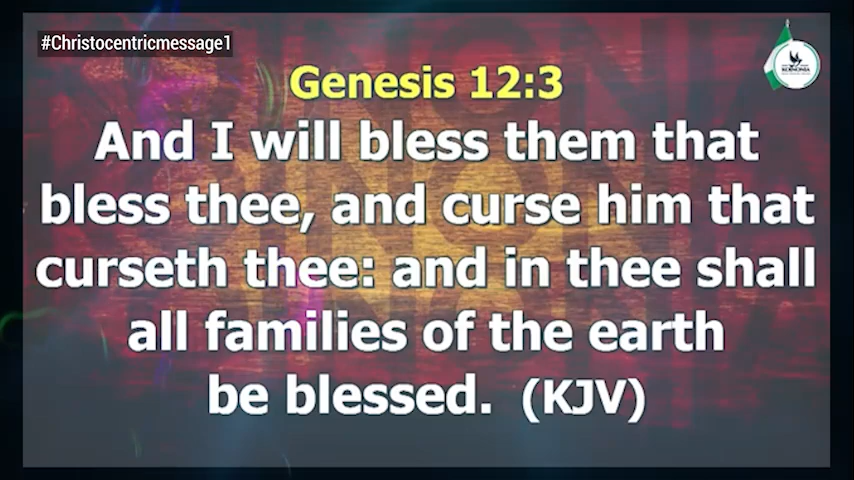 #Christocentricmessage1
KOINONIA
Genesis 12:3
And I will bless them that
bless thee, and curse him that
curseth thee: and in thee shall
all families of the earth
be blessed. (KJV)